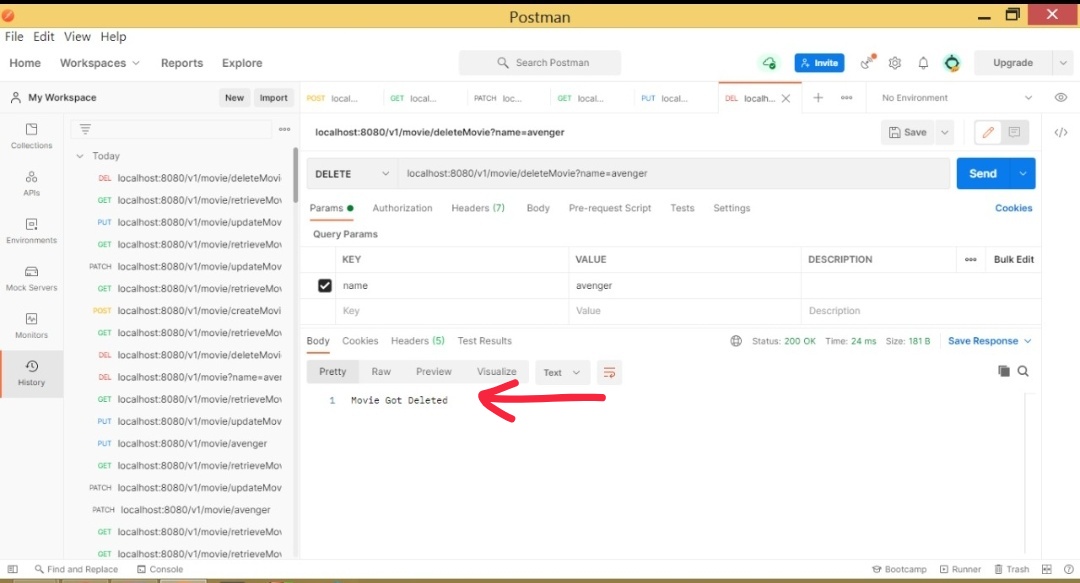 Postman
File Edit View Help
Home Workspaces Reports Explore Search Postman Invite Upgrade
My Workspace New Import POST local... GET local... PATCH loc... GET local... PUT local... DEL localh... No Environment
localhost:8080/v1/movie/deleteMovie?name=avenger Save
Collections
APIs
Environments
Mock Servers
Monitors
History
Today
DEL localhost:8080/v1/movie/deleteMovi
GET localhost:8080/v1/movie/retrieveMov
PUT localhost:8080/v1/movie/updateMov
GET localhost:8080/v1/movie/retrieveMov
PATCH localhost:8080/v1/movie/updateMov
GET localhost:8080/v1/movie/retrieveMov
POST localhost:8080/v1/movie/createMovi
GET localhost:8080/v1/movie/retrieveMov
DEL localhost:8080/v1/movie/deleteMovi
DEL localhost:8080/v1/movie?name=aver
GET localhost:8080/v1/movie/retrieveMov
PUT localhost:8080/v1/movie/updateMov
PUT localhost:8080/v1/movie/avenger
GET localhost:8080/v1/movie/retrieveMov
PATCH localhost:8080/v1/movie/updateMov
PATCH localhost:8080/v1/movie/avenger
GET localhost:8080/v1/movie/retrieveMov
GET localhost:8080/v1/movie/retrieveMov
DELETE localhost:8080/v1/movie/deleteMovie?name=avenger Send
Params Authorization Headers (7) Body Pre-request Script Tests Settings Cookies
Query Params
KEY VALUE DESCRIPTION Bulk Edit
name avenger
Key Value Description
Body Cookies Headers (5) Test Results Status: 200 OK Time: 24 ms Size: 181 B Save Response
Pretty Raw Preview Visualize Text
1 Movie Got Deleted
Find and Replace Console Bootcamp Runner Trash